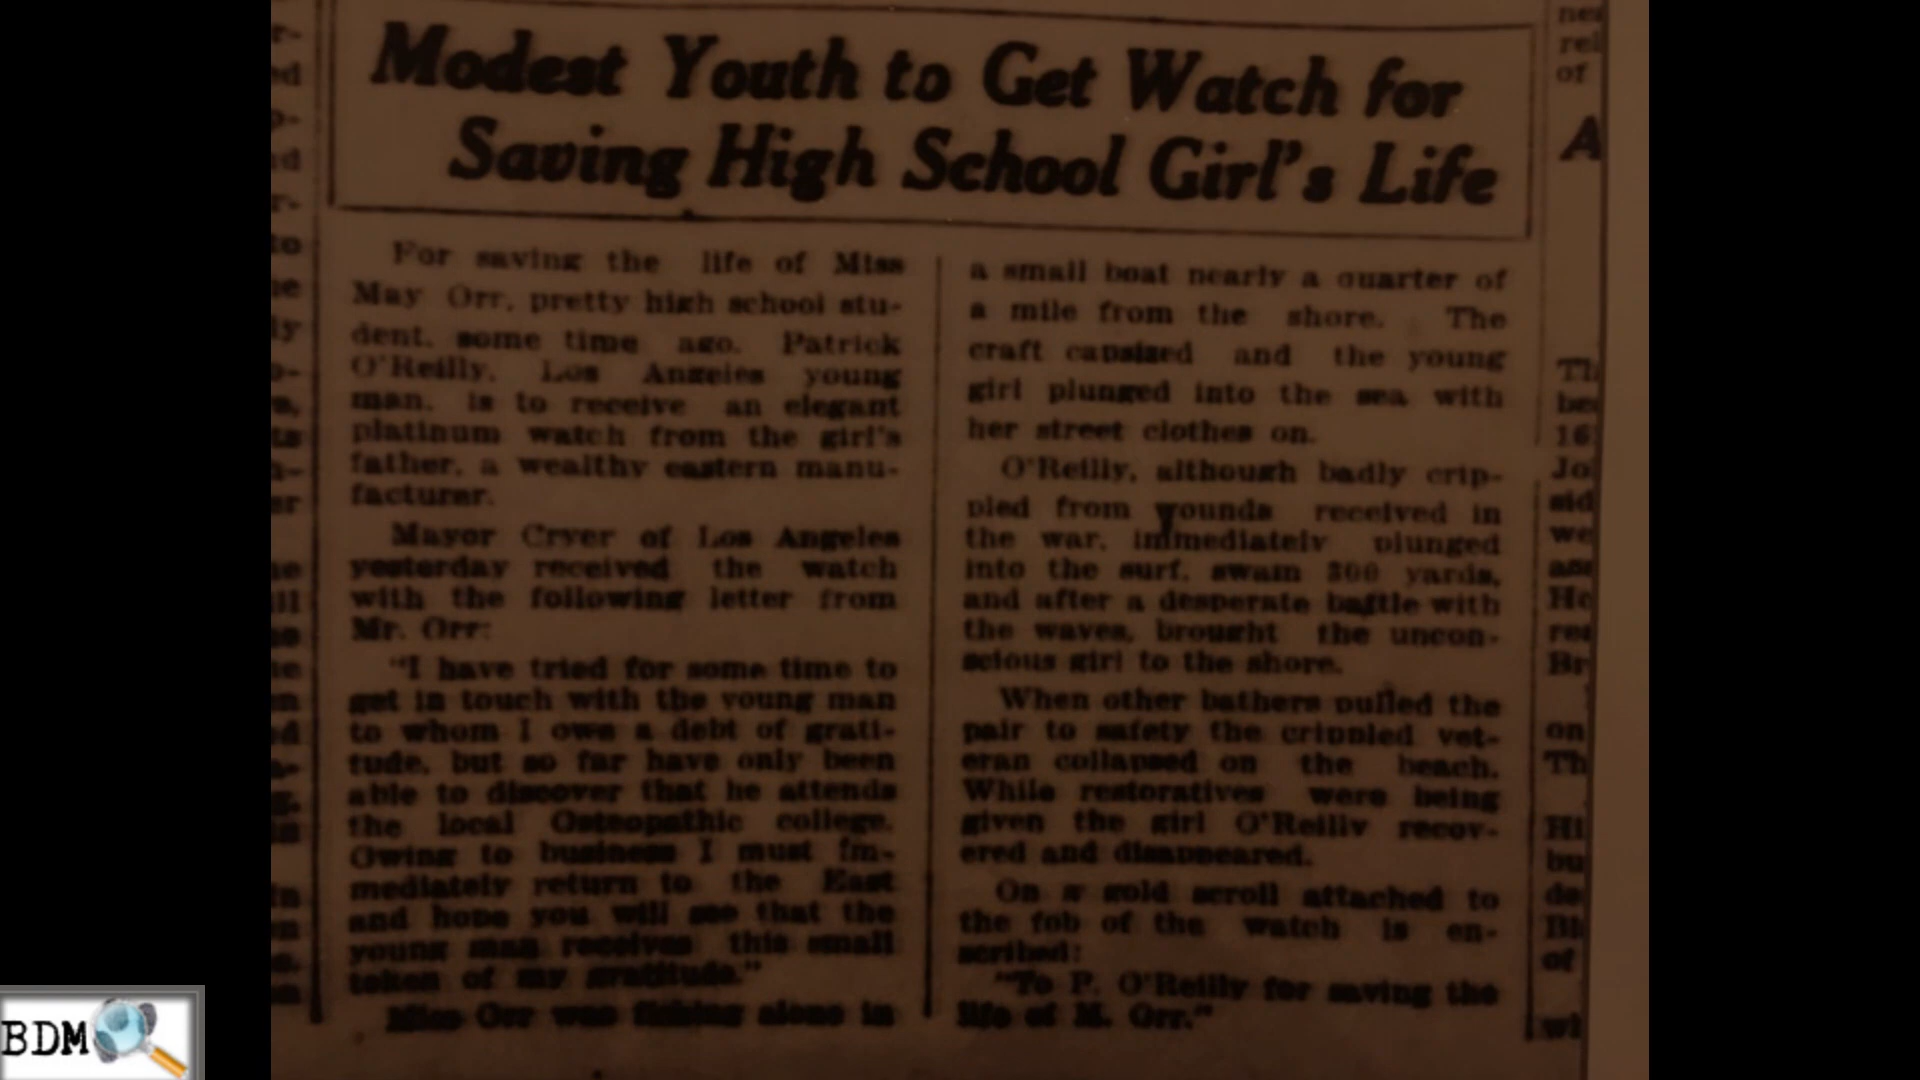 Modest Youth to Get Watch for
Saving High School Girl's Life
For saving the life of Miss
May Orr, pretty high school stu-
dent, some time ago, Patrick
O'Reilly, Los Angeles young
man, is to receive an elegant
platinum watch from the girl's
father, a wealthy eastern manu-
facturer.
Mayor Cryer of Los Angeles
yesterday received the watch
with the following letter from
Mr. Orr:
"I have tried for some time to
get in touch with the young man
to whom I owe a debt of grati-
tude, but so far have only been
able to discover that he attends
the local Osteopathic college.
Owing to business I must im-
mediately return to the East
and hope you will see that the
young man receives this small
token of my gratitude."
Miss Orr was fishing alone in
a small boat nearly a quarter of
a mile from the shore. The
craft capsized and the young
girl plunged into the sea with
her street clothes on.
O'Reilly, although badly crip-
pled from wounds received in
the war, immediately plunged
into the surf, swam yards,
and after a desperate battle with
the waves, brought the uncon-
scious girl to the shore.
When other bathers pulled the
pair to safety the crippled vet-
eran collapsed on the beach.
While restoratives were being
given the girl O'Reilly recov-
ered and disappeared.
On a gold scroll attached to
the fob of the watch is en-
scribed:
"To P. O'Reilly for saving the
life of M. Orr."
of
A
16
on
of
BDM